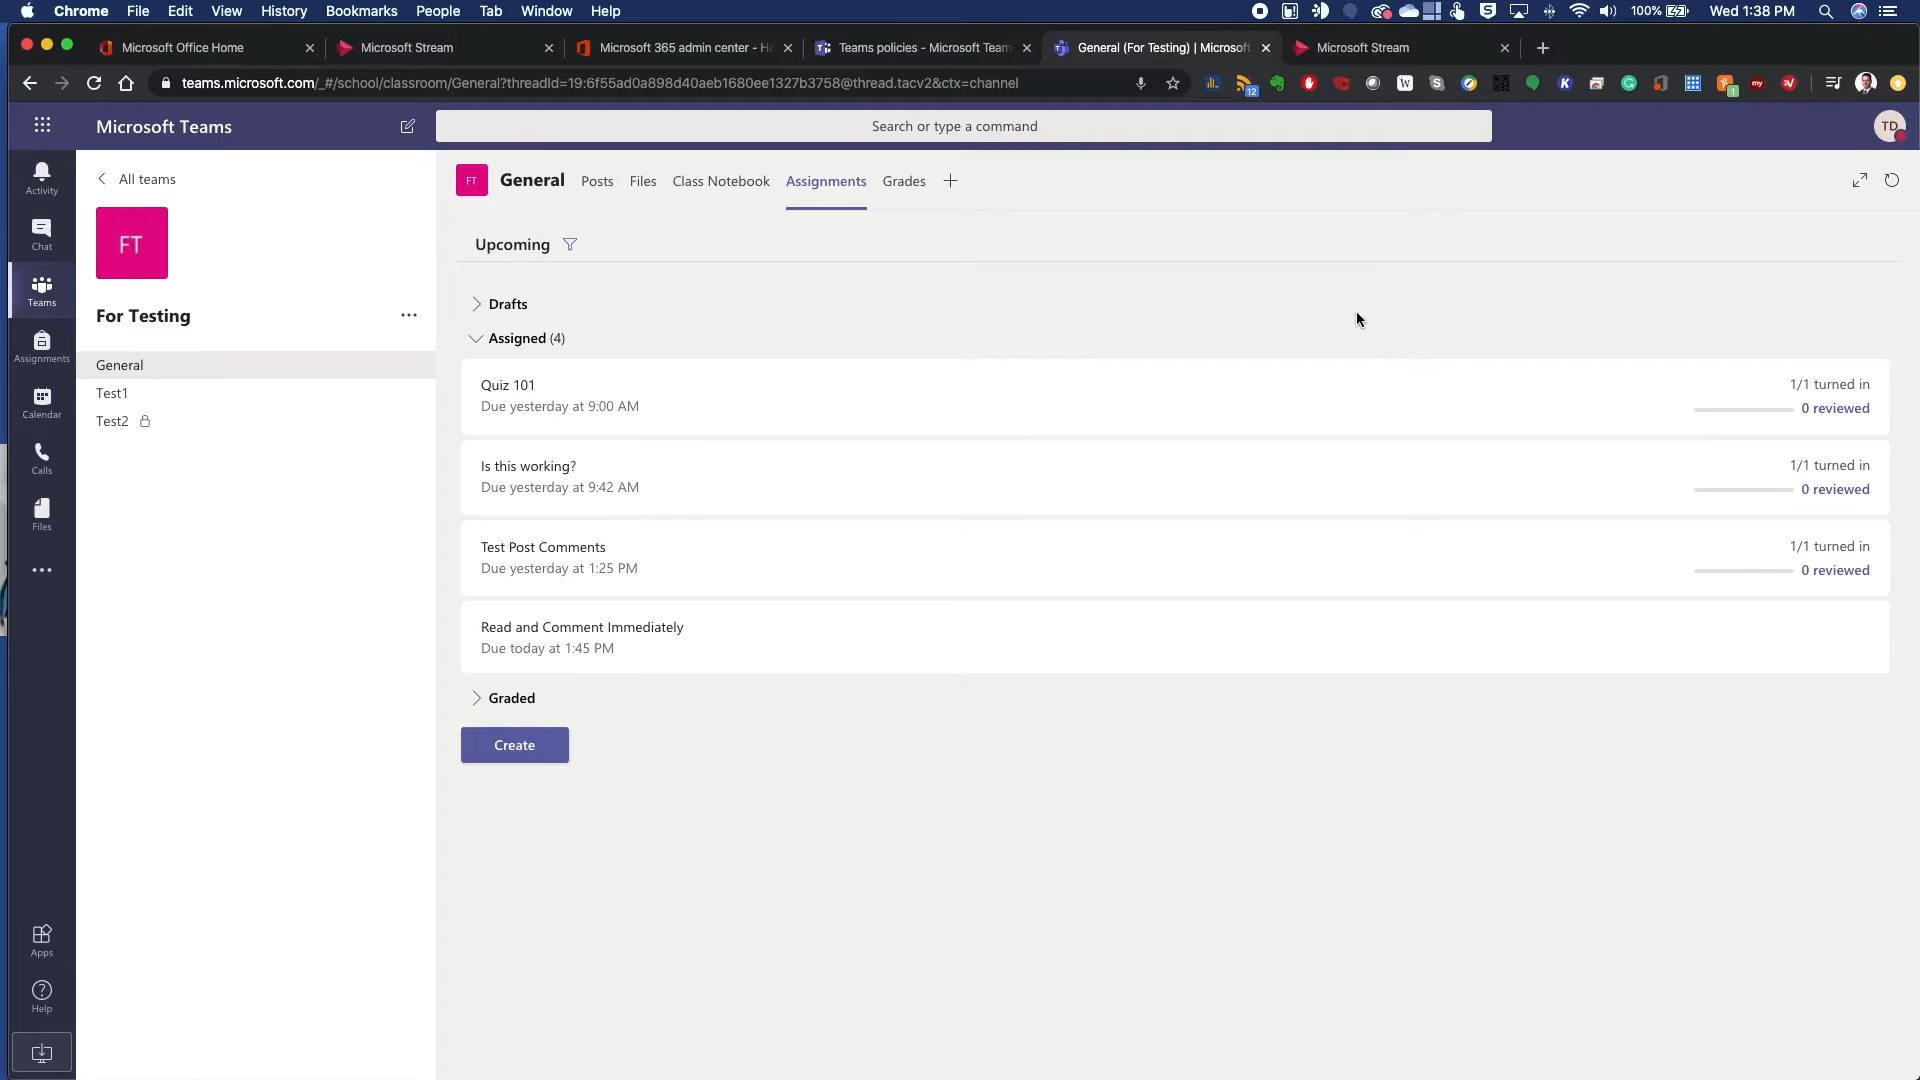 Chrome File Edit View History Bookmarks People Tab Window Help 100% Wed 1:38 PM
Microsoft Office Home Microsoft Stream Microsoft 365 admin center - Ho Teams policies - Microsoft Team General (For Testing) | Microsoft Microsoft Stream
teams.microsoft.com/_#/school/classroom/General?threadId=19:6f55ad0a898d40aeb1680ee1327b3758@thread.tacv2&ctx=channel
12
W
K
1
my
Microsoft Teams
Search or type a command
TD
Activity
Chat
Teams
Assignments
Calendar
Calls
Files
Apps
Help
All teams
FT
For Testing
General
Test1
Test2
FT General Posts Files Class Notebook Assignments Grades
Upcoming
Drafts
Assigned (4)
Quiz 101 1/1 turned in
Due yesterday at 9:00 AM 0 reviewed
Is this working? 1/1 turned in
Due yesterday at 9:42 AM 0 reviewed
Test Post Comments 1/1 turned in
Due yesterday at 1:25 PM 0 reviewed
Read and Comment Immediately
Due today at 1:45 PM
Graded
Create